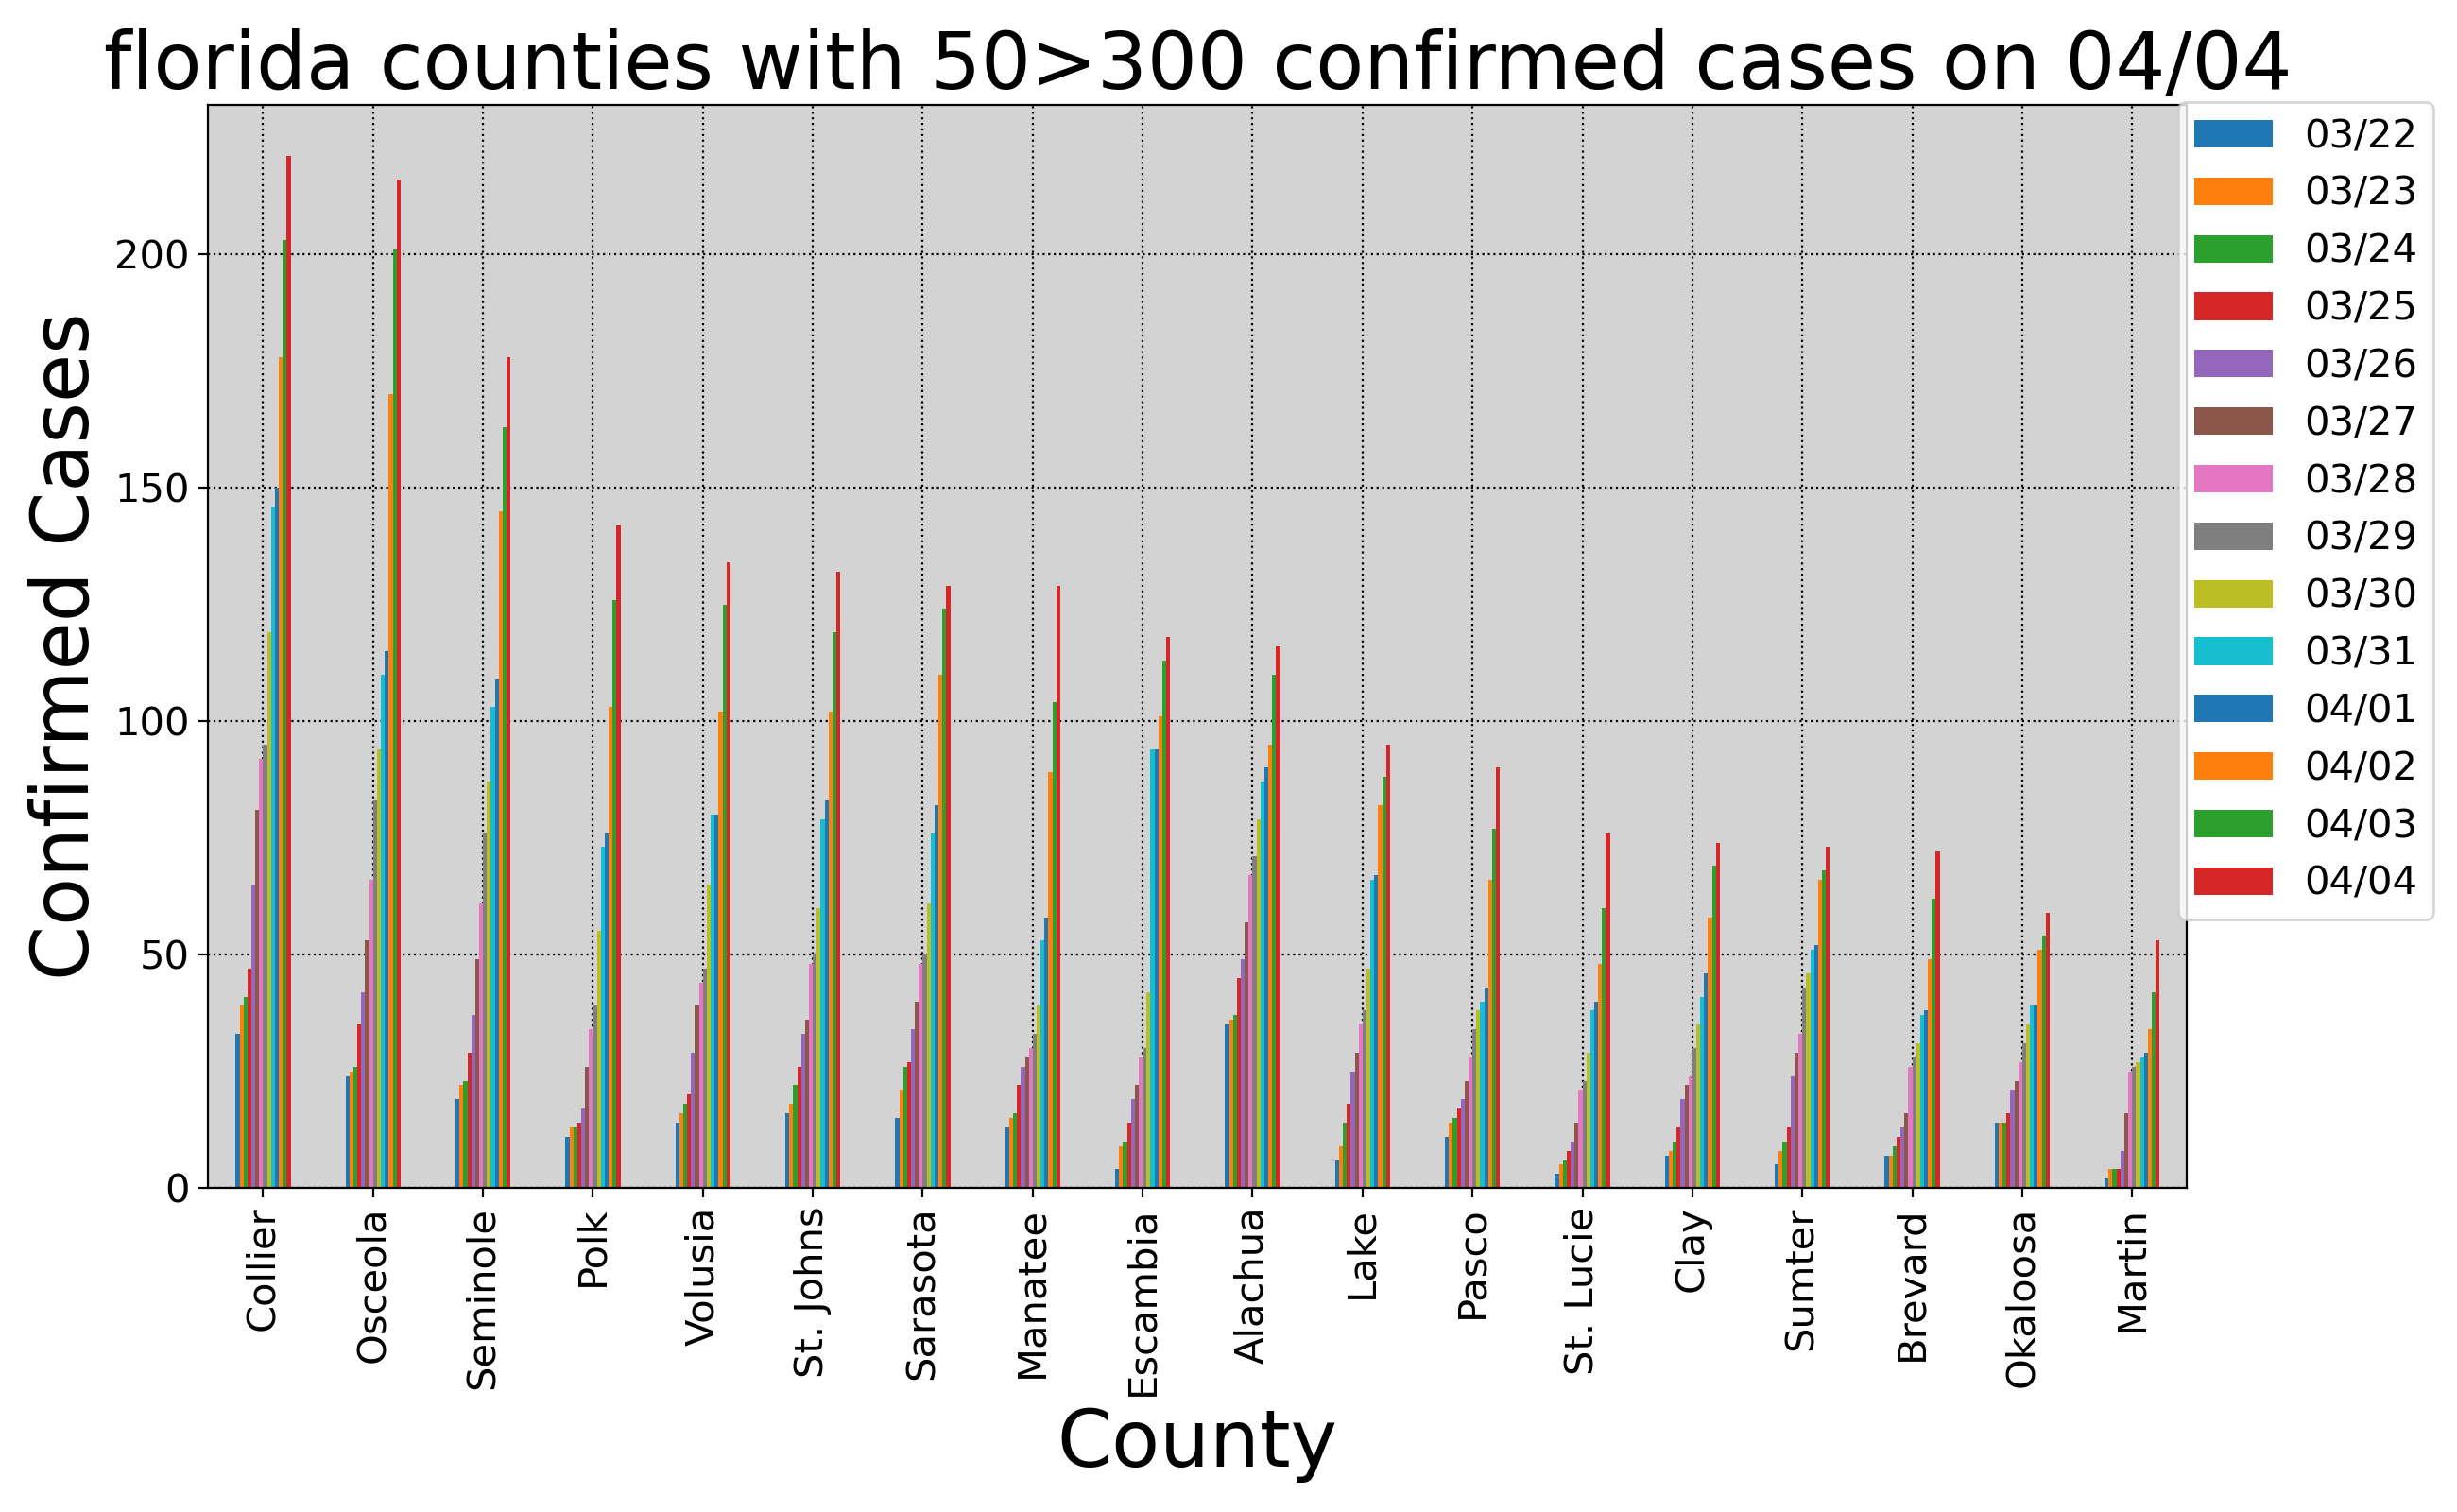 florida counties with 50>300 confirmed cases on 04/04
Confirmed Cases
200
150
100
50
0
03/22
03/23
03/24
03/25
03/26
03/27
03/28
03/29
03/30
03/31
04/01
04/02
04/03
04/04
Collier
Osceola
Seminole
Polk
Volusia
St. Johns
Sarasota
Manatee
Escambia
Alachua
Lake
Pasco
St. Lucie
Clay
Sumter
Brevard
Okaloosa
Martin
County